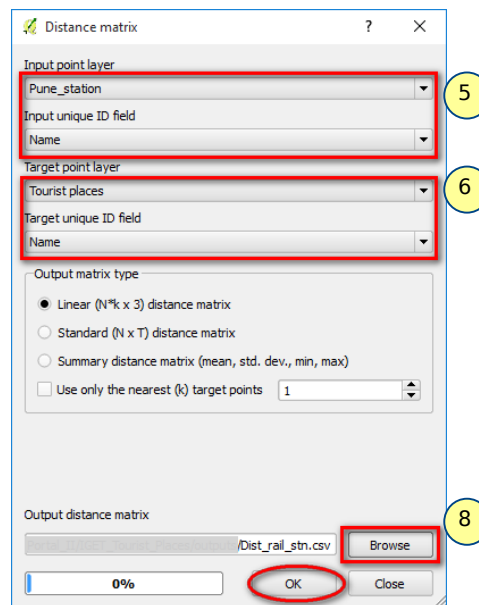 Distance matrix ? ×
Input point layer
Pune_station
5
Input unique ID field
Name
Target point layer
Tourist places
6
Target unique ID field
Name
Output matrix type
Linear (N*k x 3) distance matrix
Standard (N x T) distance matrix
Summary distance matrix (mean, std. dev., min, max)
Use only the nearest (k) target points 1
Output distance matrix
8
/Dist_rail_stn.csv Browse
0% OK Close